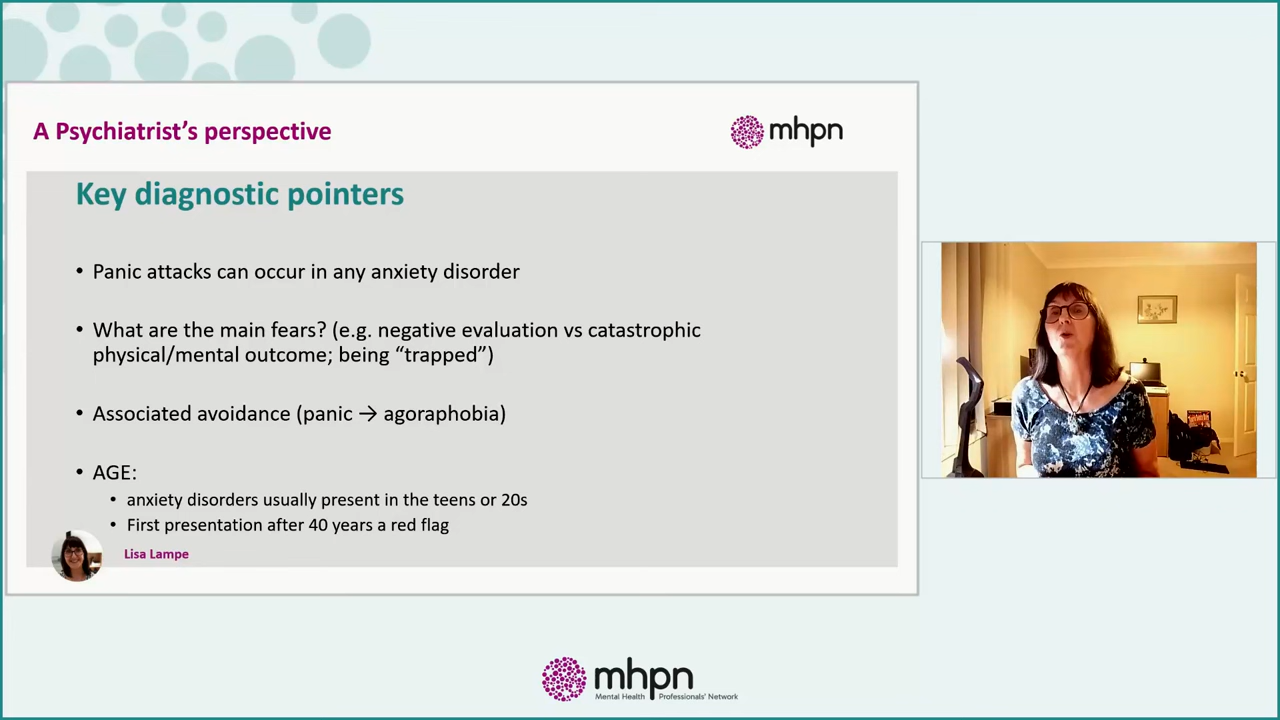 A Psychiatrist's perspective
mhpn
Key diagnostic pointers
• Panic attacks can occur in any anxiety disorder
• What are the main fears? (e.g. negative evaluation vs catastrophic
physical/mental outcome; being “trapped”)
• Associated avoidance (panic → agoraphobia)
• AGE:
• anxiety disorders usually present in the teens or 20s
• First presentation after 40 years a red flag
Lisa Lampe
mhpn
Mental Health Professionals' Network